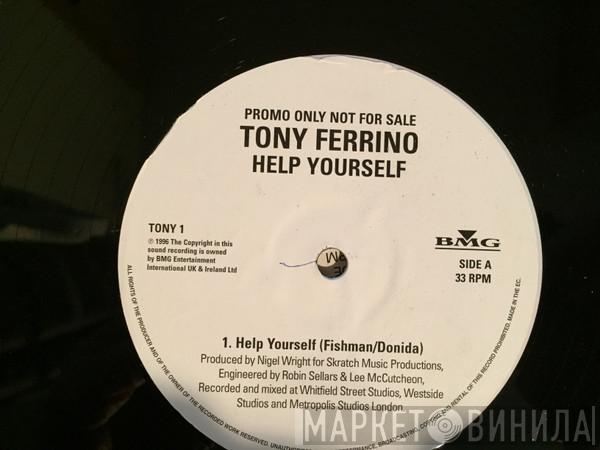 PROMO ONLY NOT FOR SALE
TONY FERRINO
HELP YOURSELF
TONY 1
℗ 1996 The Copyright in this
sound recording is owned
by BMG Entertainment
International UK & Ireland Ltd
BMG
SIDE A
33 RPM
1. Help Yourself (Fishman/Donida)
Produced by Nigel Wright for Skratch Music Productions,
Engineered by Robin Sellars & Lee McCutcheon,
Recorded and mixed at Whitfield Street Studios, Westside
Studios and Metropolis Studios London.
ALL RIGHTS OF THE PRODUCER AND OF THE OWNER OF THE RECORDED WORK RESERVED. BROADCASTING, COPYING AND RENTAL OF THIS RECORD PROHIBITED. MADE IN THE EC.
МАРКЕТ ВИНИЛА